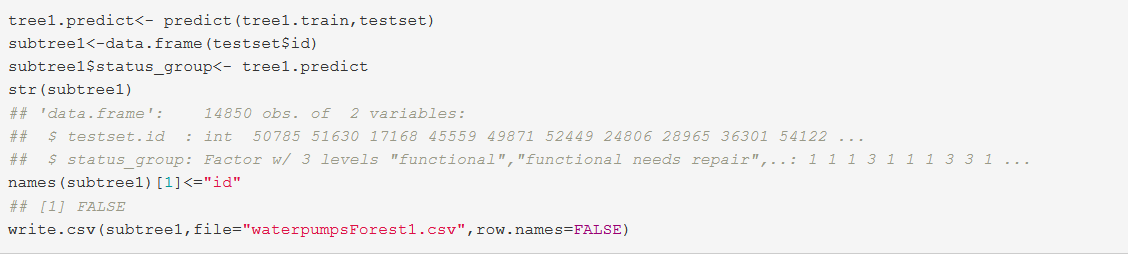 tree1.predict<- predict(tree1.train,testset)
subtree1<-data.frame(testset$id)
subtree1$status_group<- tree1.predict
str(subtree1)
## 'data.frame':    14850 obs. of  2 variables:
##  $ testset.id  : int  50785 51630 17168 45559 49871 52449 24806 28965 36301 54122 ...
##  $ status_group: Factor w/ 3 levels "functional","functional needs repair",..: 1 1 1 3 1 1 1 3 3 1 ...
names(subtree1)[1]<="id"
## [1] FALSE
write.csv(subtree1,file="waterpumpsForest1.csv",row.names=FALSE)